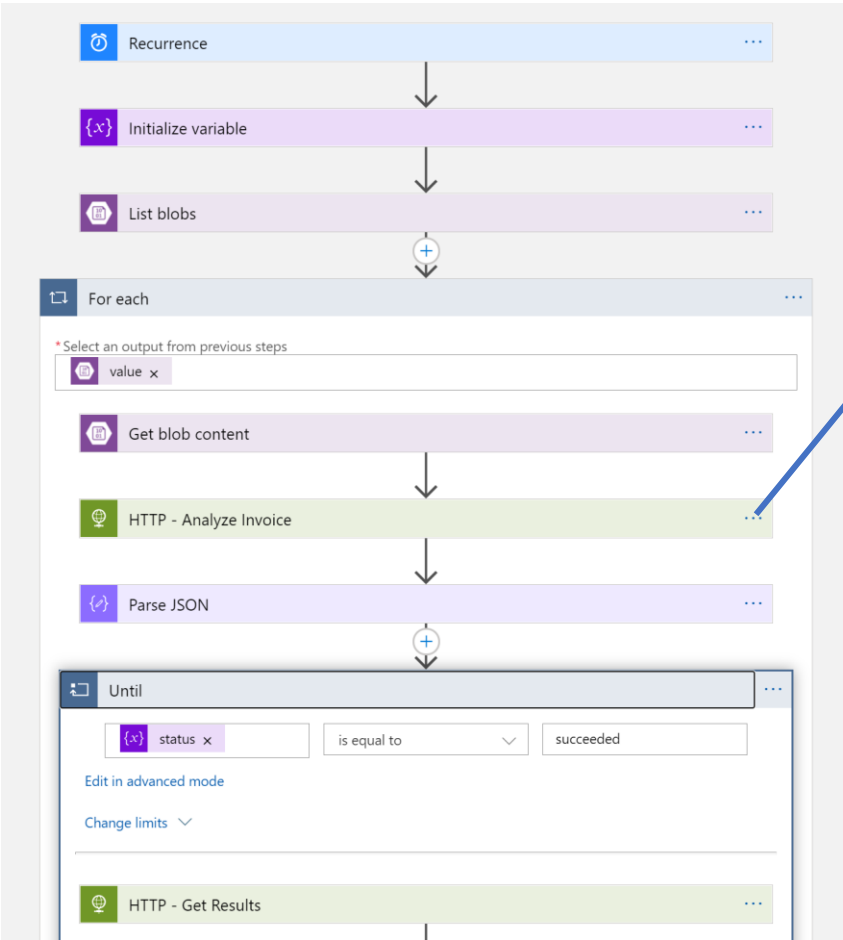 Recurrence
{x} Initialize variable
List blobs
For each
*Select an output from previous steps
value x
Get blob content
HTTP - Analyze Invoice
Parse JSON
Until
{x} status x is equal to succeeded
Edit in advanced mode
Change limits
HTTP - Get Results